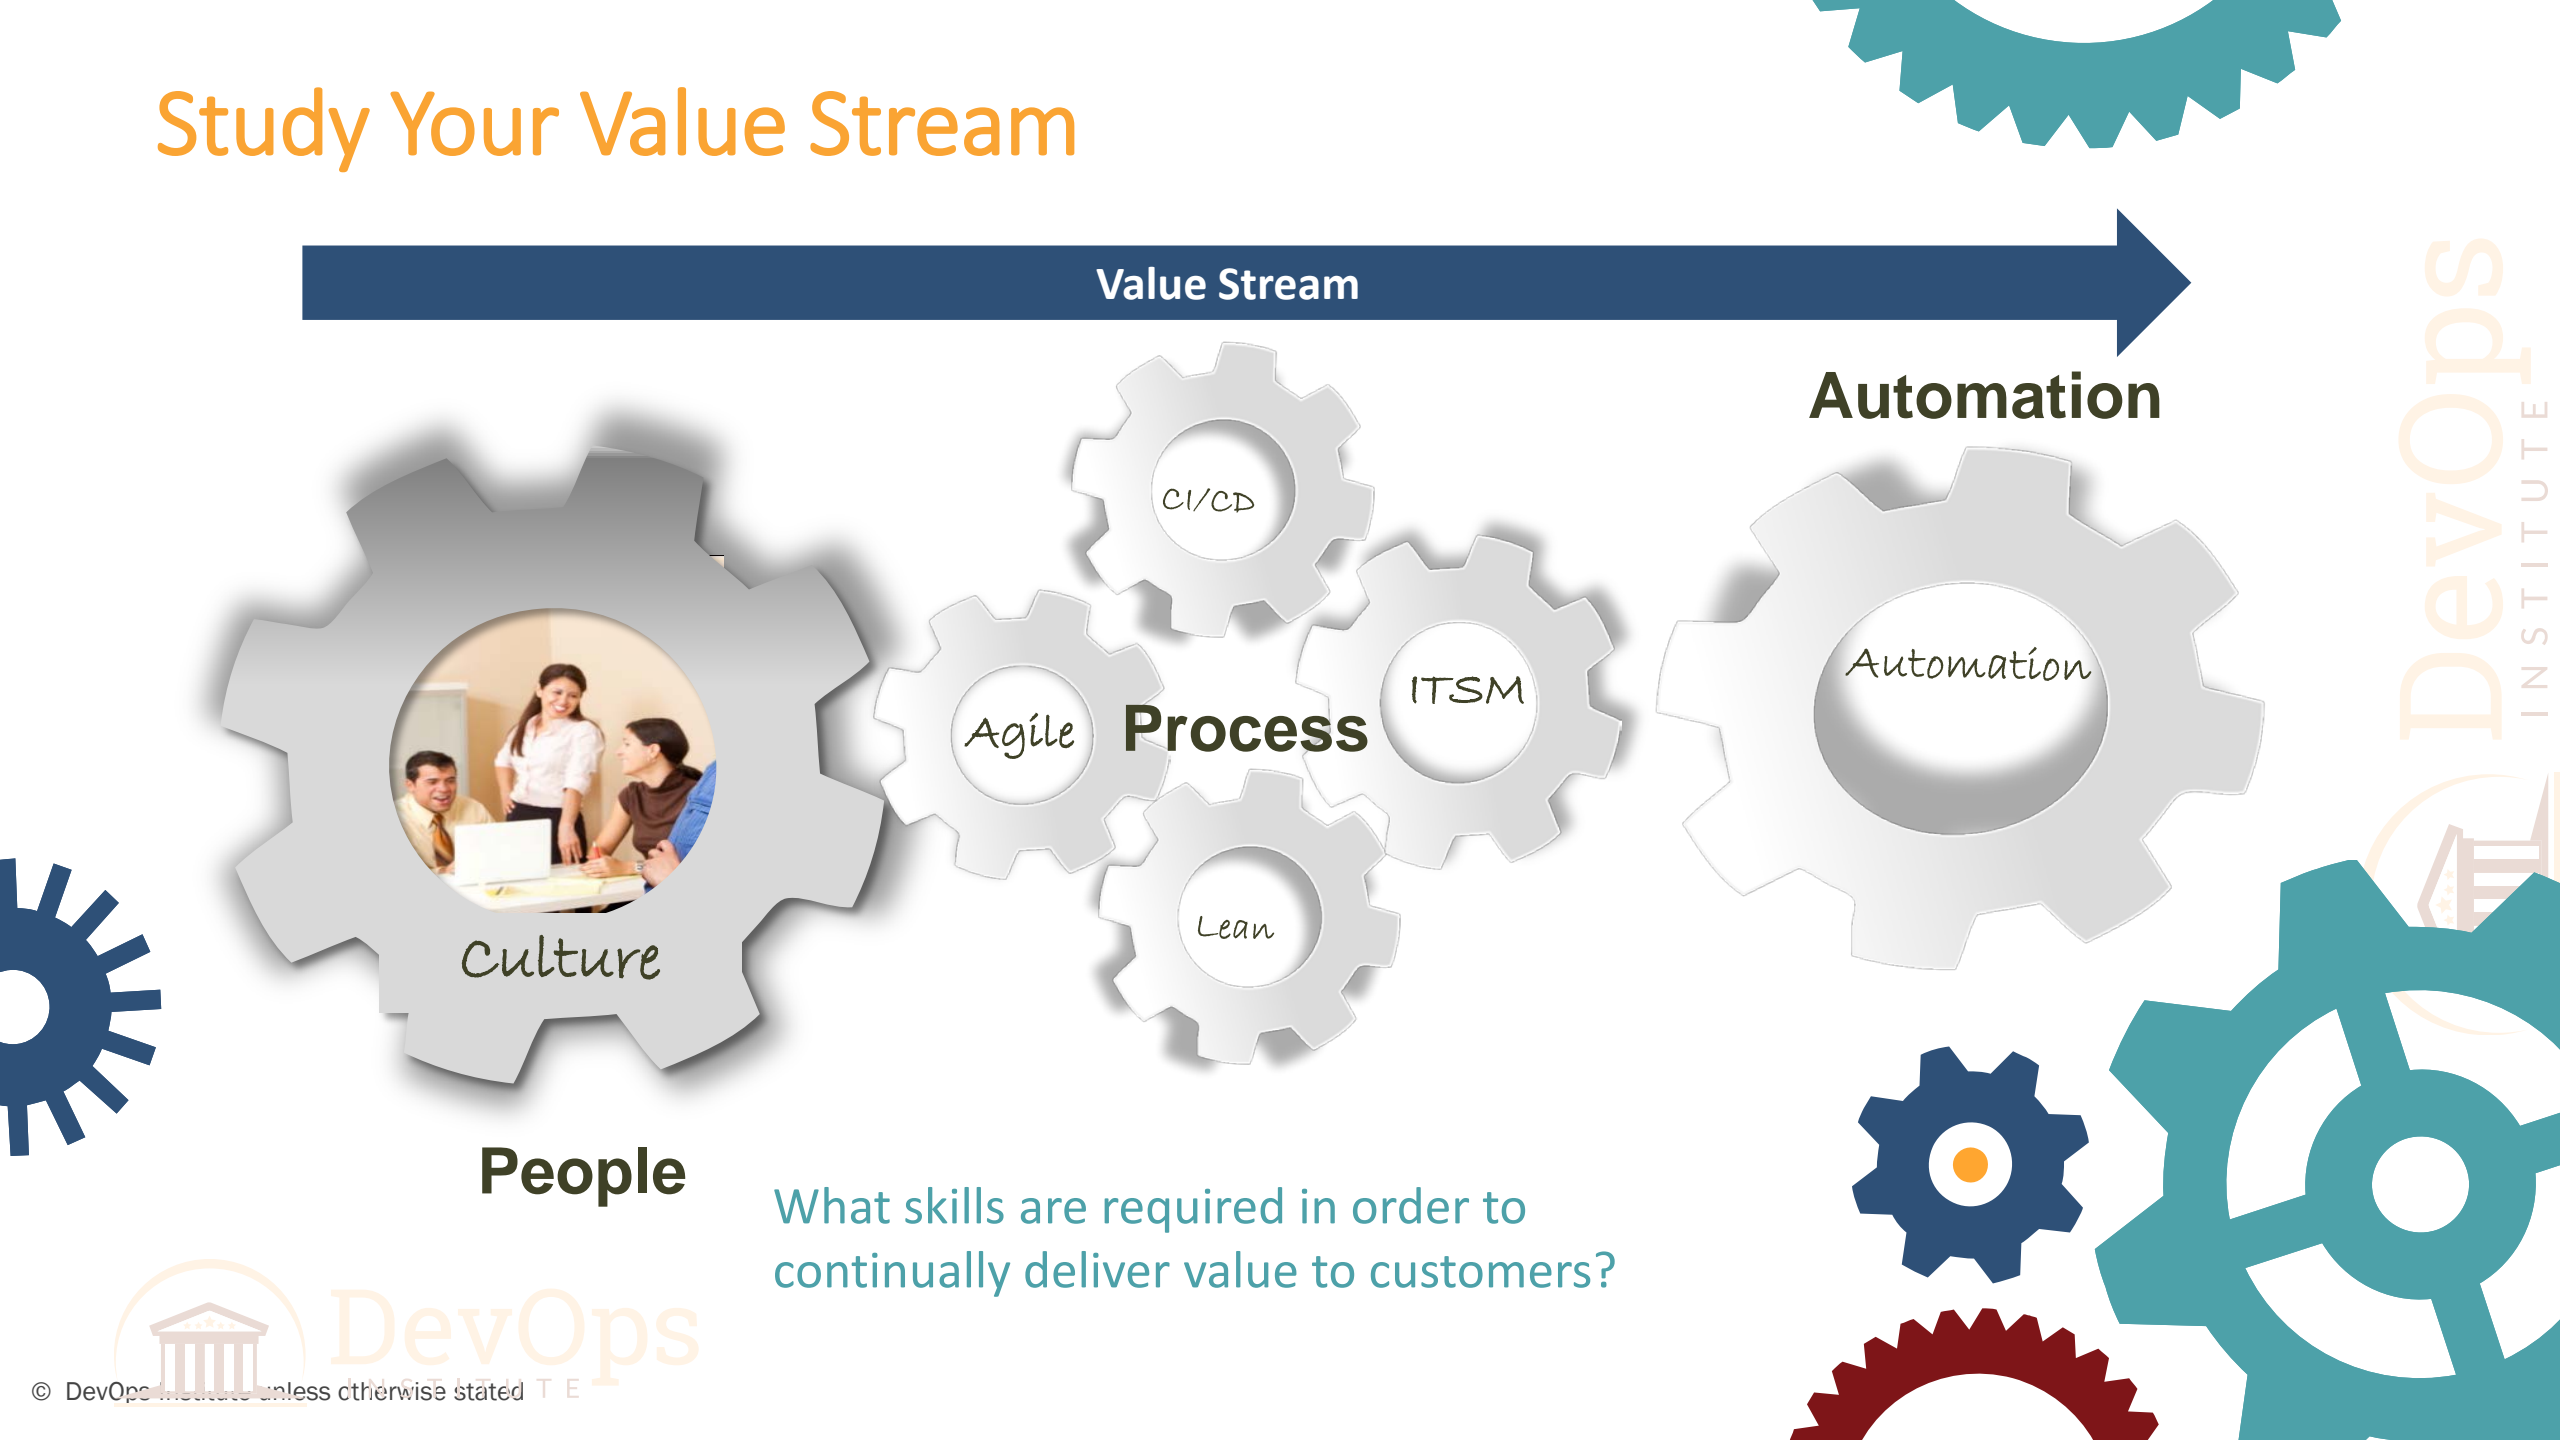 Study Your Value Stream
Value Stream
Automation
CI/CD
Agile
Process
ITSM
Automation
Lean
Culture
People
What skills are required in order to
continually deliver value to customers?
DevOps
INSTITUTE
© DevOps Institute unless otherwise stated
DevOps
INSTITUTE